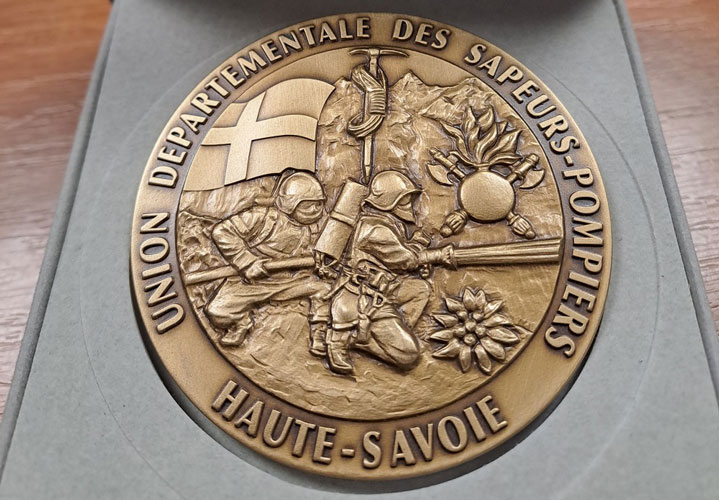 UNION DEPARTEMENTALE DES SAPEURS-POMPIERS
HAUTE-SAVOIE